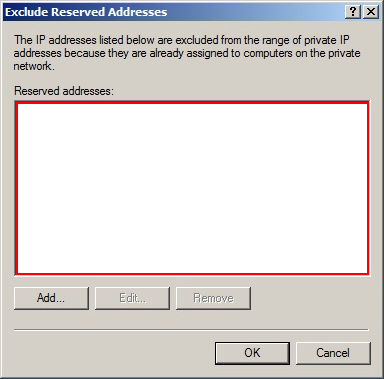 Exclude Reserved Addresses
The IP addresses listed below are excluded from the range of private IP
addresses because they are already assigned to computers on the private
network.
Reserved addresses:
Add...
Edit...
Remove
OK
Cancel